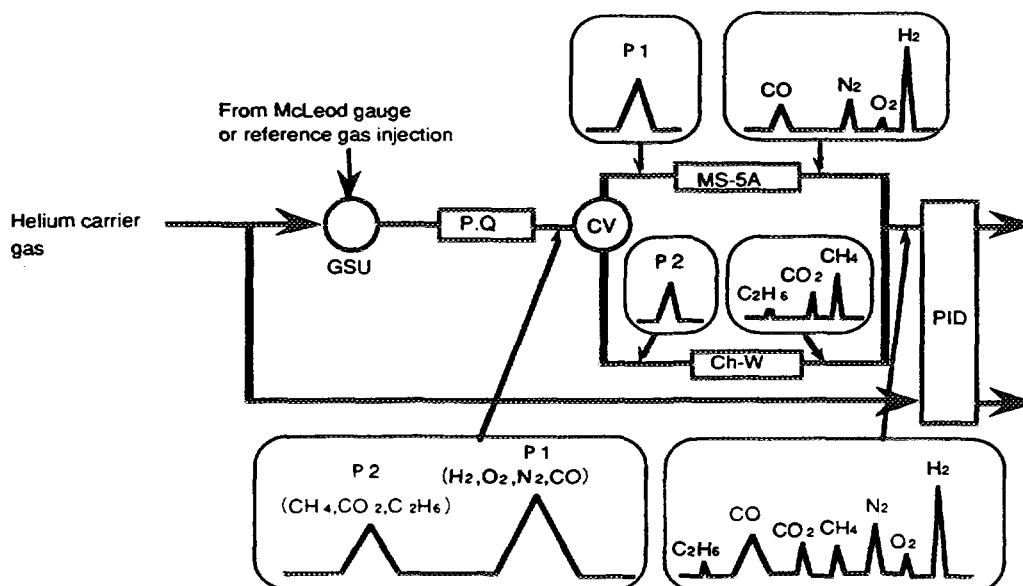 P 1
CO
N2
O2
H2
From McLeod gauge
or reference gas injection
MS-5A
Helium carrier
gas
GSU
P.Q
CV
P 2
C2H6
CO2
CH4
PID
Ch-W
P 2
(CH4,CO2,C2H6)
P 1
(H2,O2,N2,CO)
C2H6
CO
CO2
CH4
N2
O2
H2